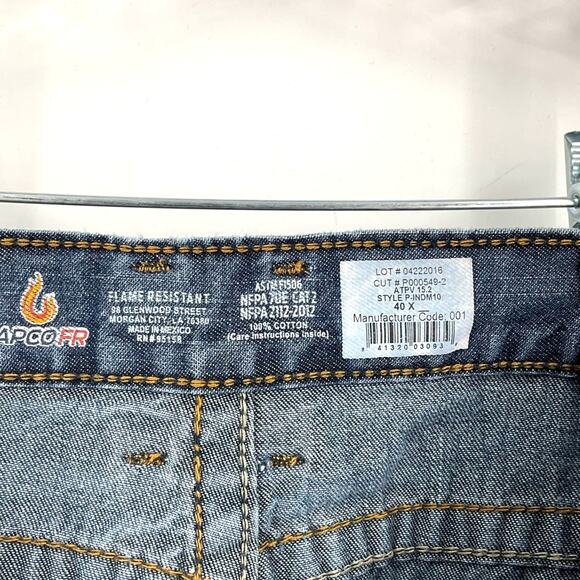 APCO.FR
FLAME RESISTANT
98 GLENWOOD STREET
MORGAN CITY, LA 70380
MADE IN MEXICO
RN# 95158
ASTM F1506
NFPA 70E CAT 2
NFPA 2112-2012
100% COTTON
(Care Instructions Inside)
LOT # 04222016
CUT # P000549-2
ATPV 15.2
STYLE P-INDM10
40 X
Manufacturer Code: 001
41320 03093